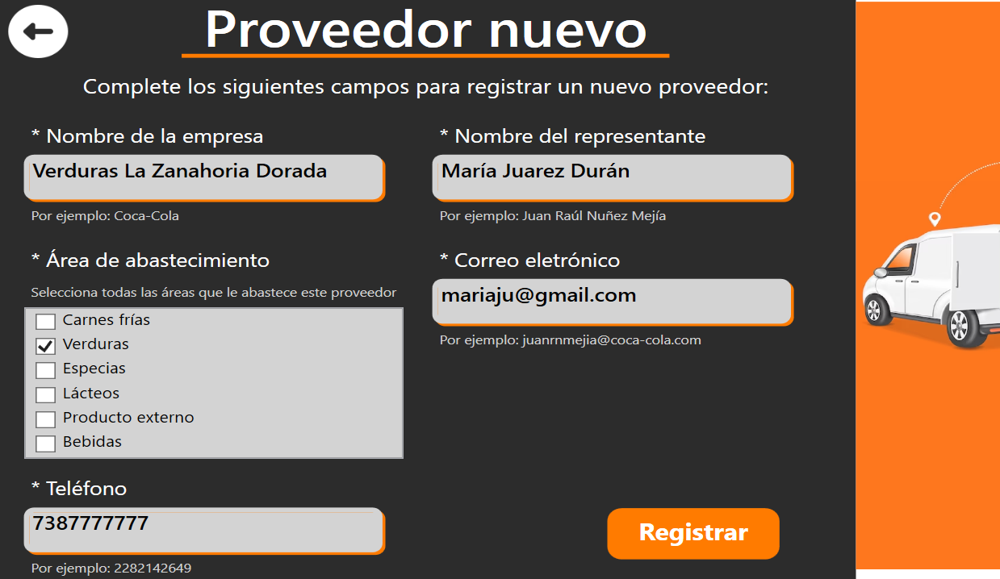 Proveedor nuevo
Complete los siguientes campos para registrar un nuevo proveedor:
* Nombre de la empresa
Verduras La Zanahoria Dorada
Por ejemplo: Coca-Cola
* Nombre del representante
María Juarez Durán
Por ejemplo: Juan Raúl Nuñez Mejía
* Área de abastecimiento
Selecciona todas las áreas que le abastece este proveedor
Carnes frías
Verduras
Especias
Lácteos
Producto externo
Bebidas
* Correo eletrónico
mariaju@gmail.com
Por ejemplo: juanrnmejia@coca-cola.com
* Teléfono
7387777777
Por ejemplo: 2282142649
Registrar